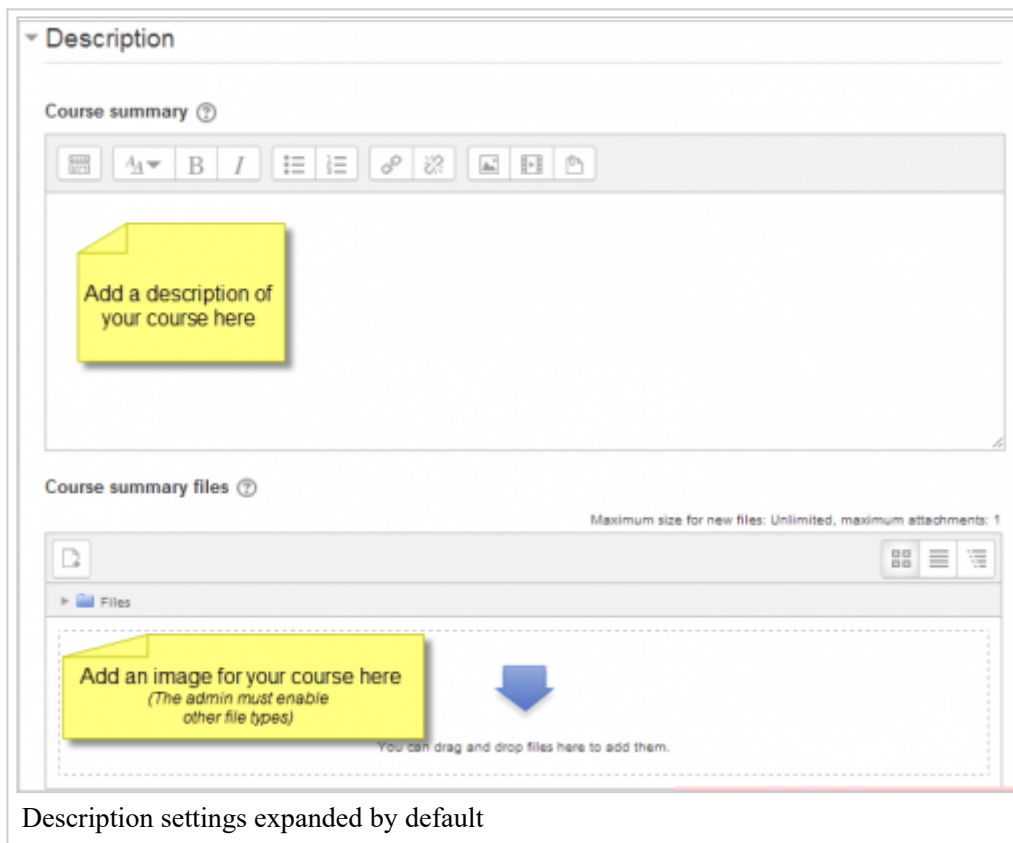 Description
Course summary
Add a description of
your course here
Course summary files
Maximum size for new files: Unlimited, maximum attachments: 1
Files
Add an image for your course here
(The admin must enable
other file types)
You can drag and drop files here to add them.
Description settings expanded by default